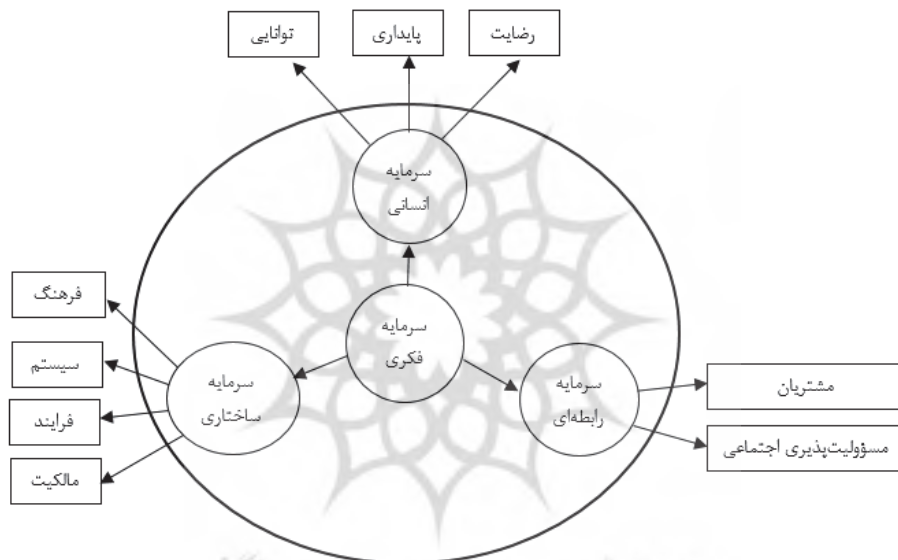 رضایت
پایداری
توانایی
سرمایه
انسانی
سرمایه
فکری
سرمایه
رابطه‌ای
مشتریان
مسؤولیت‌پذیری اجتماعی
سرمایه
ساختاری
فرهنگ
سیستم
فرایند
مالکیت